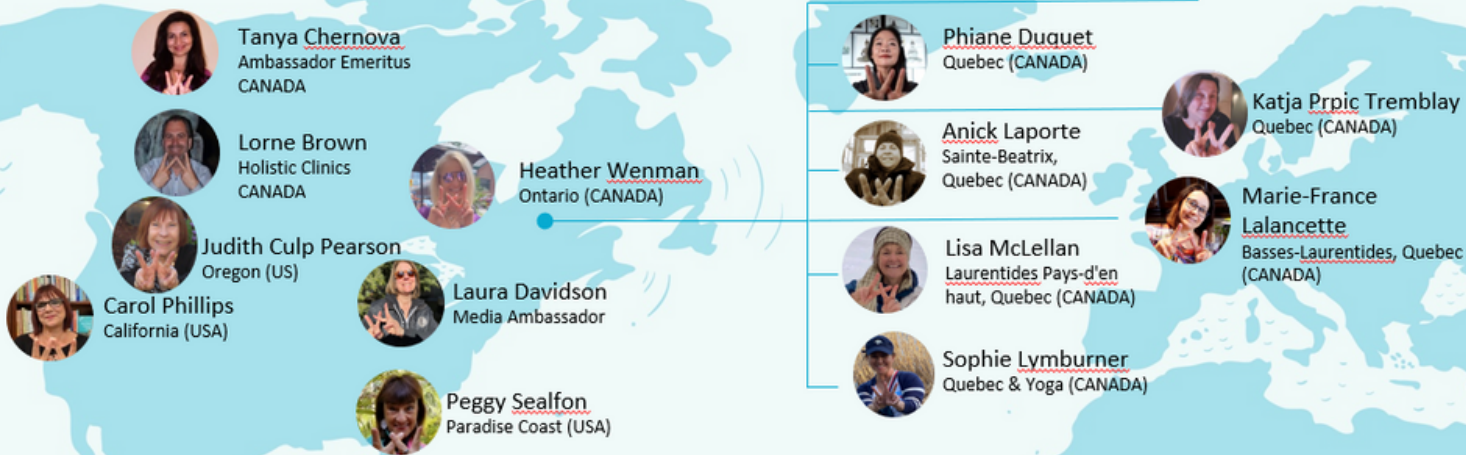 Tanya Chernova
Ambassador Emeritus
CANADA
Lorne Brown
Holistic Clinics
CANADA
Judith Culp Pearson
Oregon (US)
Carol Phillips
California (USA)
Heather Wenman
Ontario (CANADA)
Laura Davidson
Media Ambassador
Peggy Sealfon
Paradise Coast (USA)
Phiane Duquet
Quebec (CANADA)
Anick Laporte
Sainte-Beatrix,
Quebec (CANADA)
Lisa McLellan
Laurentides Pays-d'en
haut, Quebec (CANADA)
Sophie Lymburner
Quebec & Yoga (CANADA)
Katja Prpic Tremblay
Quebec (CANADA)
Marie-France
Lalancette
Basses-Laurentides, Quebec
(CANADA)